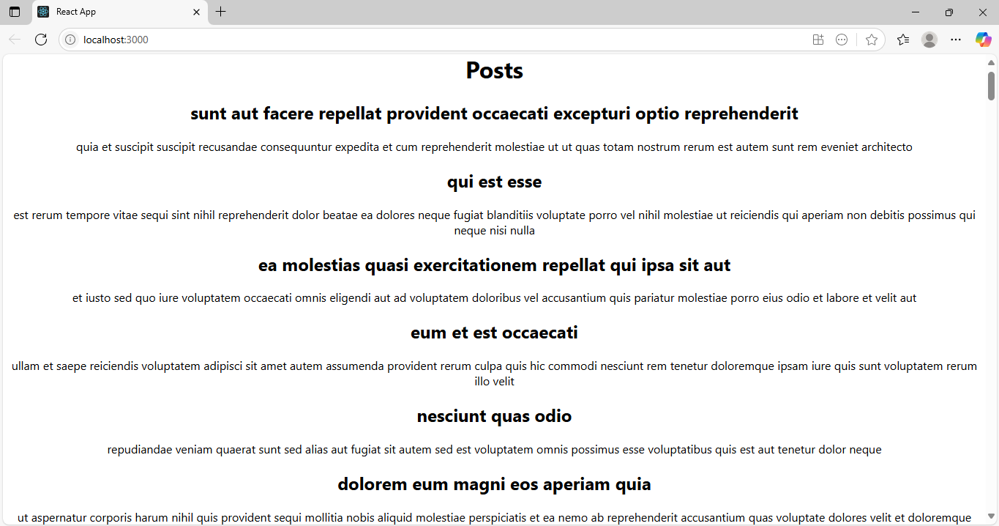 React App
localhost:3000
Posts
sunt aut facere repellat provident occaecati excepturi optio reprehenderit
quia et suscipit suscipit recusandae consequuntur expedita et cum reprehenderit molestiae ut ut quas totam nostrum rerum est autem sunt rem eveniet architecto
qui est esse
est rerum tempore vitae sequi sint nihil reprehenderit dolor beatae ea dolores neque fugiat blanditiis voluptate porro vel nihil molestiae ut reiciendis qui aperiam non debitis possimus qui
neque nisi nulla
ea molestias quasi exercitationem repellat qui ipsa sit aut
et iusto sed quo iure voluptatem occaecati omnis eligendi aut ad voluptatem doloribus vel accusantium quis pariatur molestiae porro eius odio et labore et velit aut
eum et est occaecati
ullam et saepe reiciendis voluptatem adipisci sit amet autem assumenda provident rerum culpa quis hic commodi nesciunt rem tenetur doloremque ipsam iure quis sunt voluptatem rerum
illo velit
nesciunt quas odio
repudiandae veniam quaerat sunt sed alias aut fugiat sit autem sed est voluptatem omnis possimus esse voluptatibus quis est aut tenetur dolor neque
dolorem eum magni eos aperiam quia
ut aspernatur corporis harum nihil quis provident sequi mollitia nobis aliquid molestiae perspiciatis et ea nemo ab reprehenderit accusantium quas voluptate dolores velit et doloremque